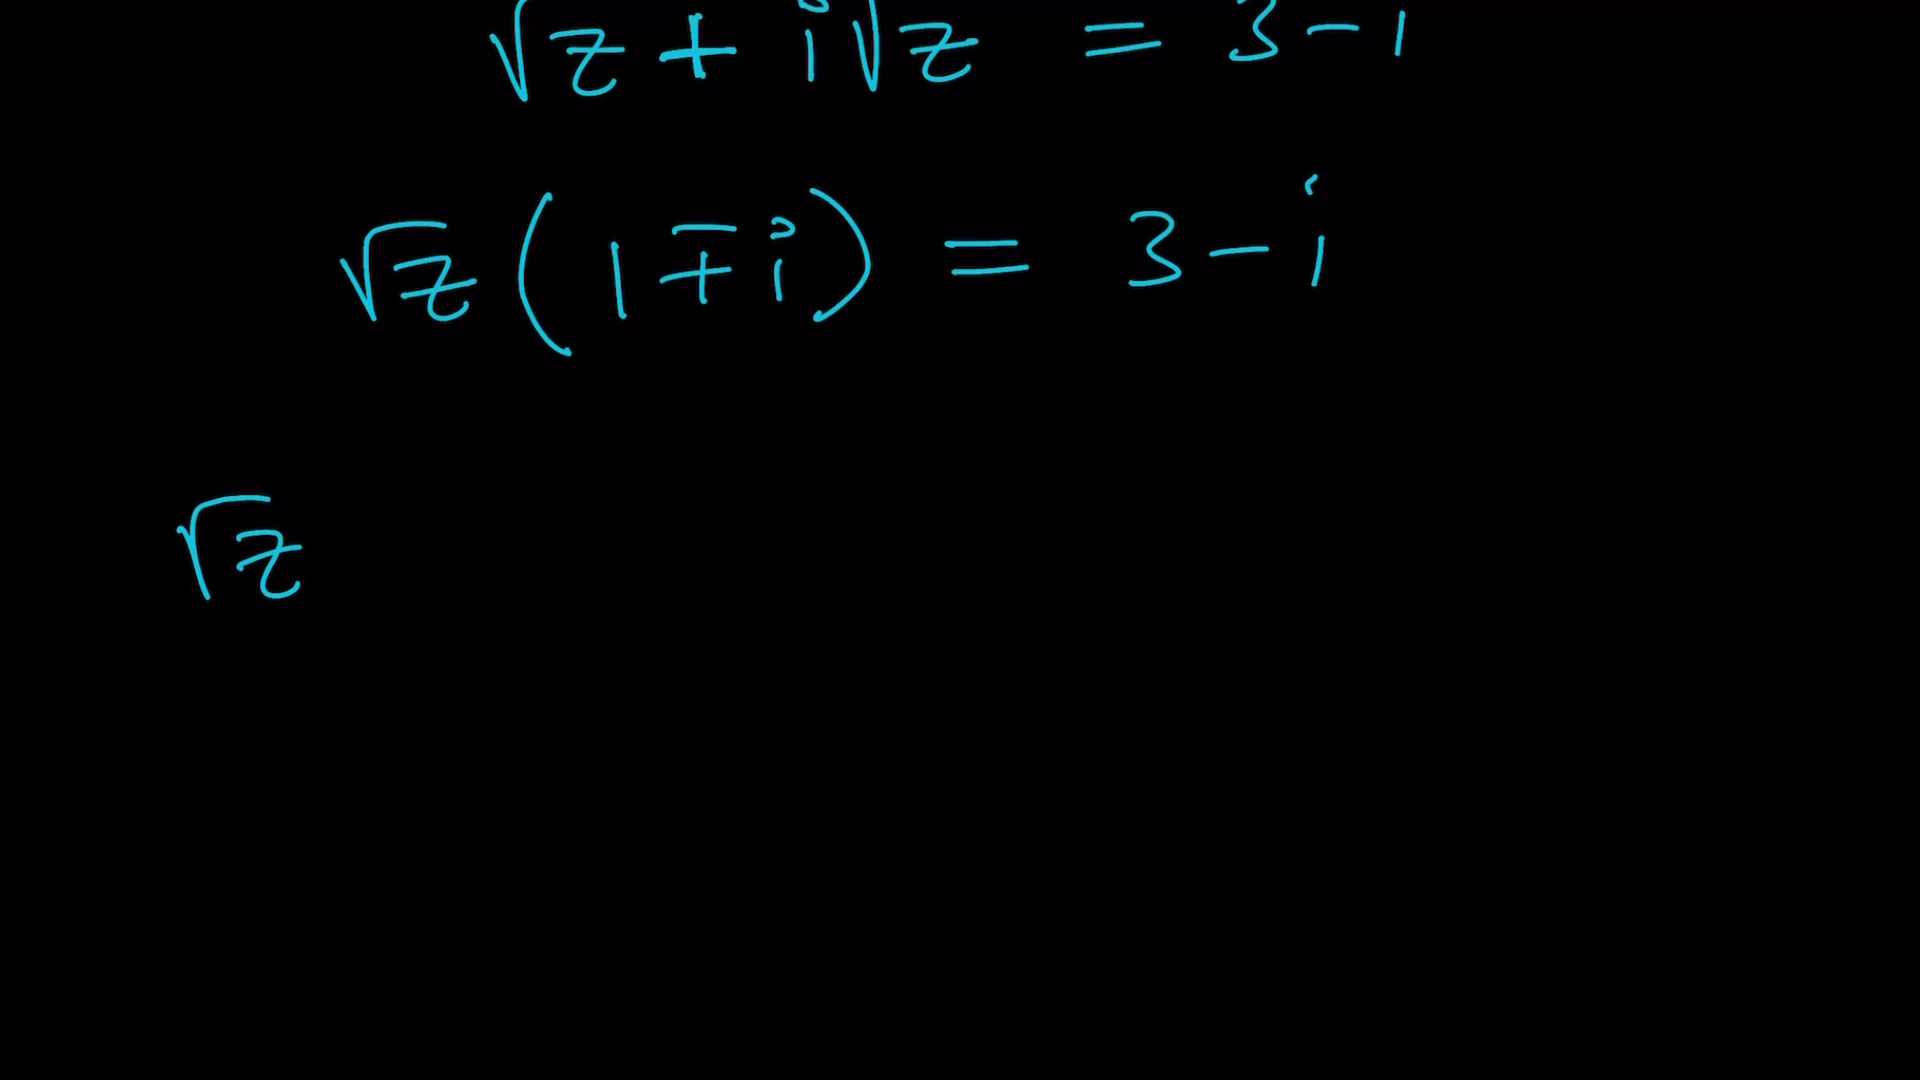 √z + i√z = 3 - i
√z (1 ∓ i) = 3 - i
√z